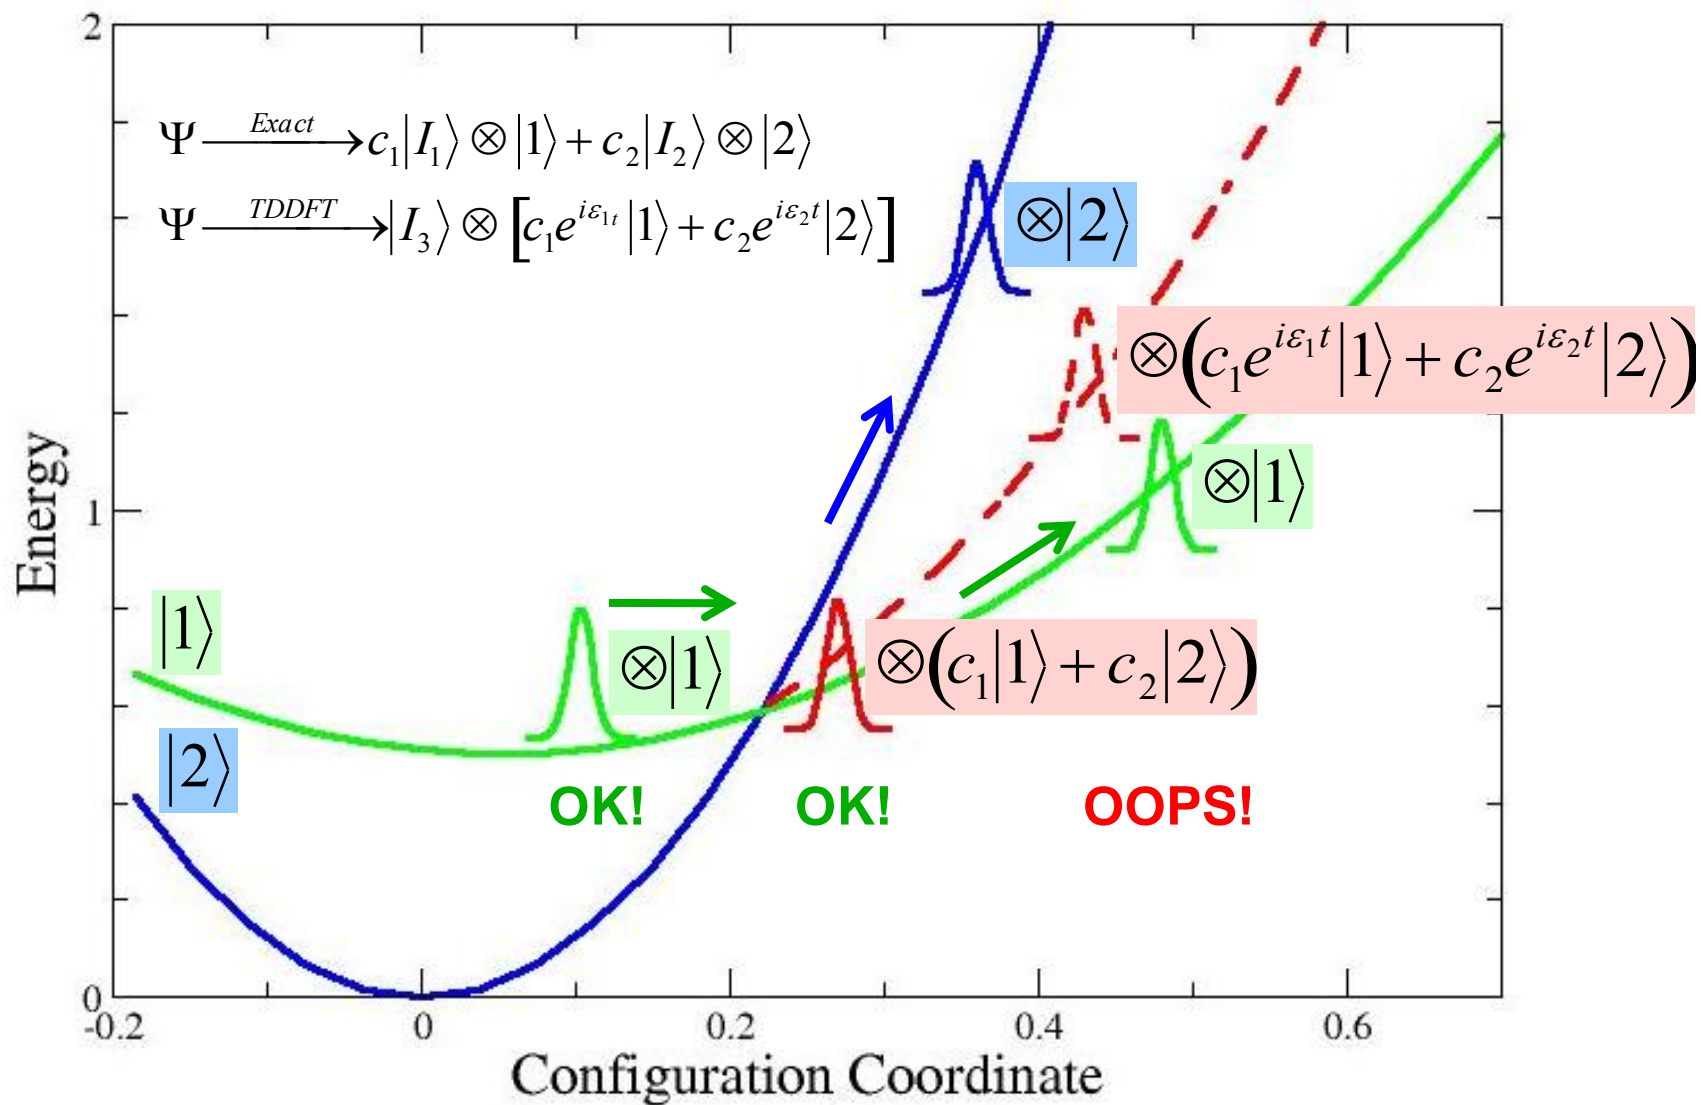 2
Ψ —Exact→ c₁|I₁⟩ ⊗ |1⟩ + c₂|I₂⟩ ⊗ |2⟩
Ψ —TDDFT→ |I₃⟩ ⊗ [c₁e^{iε₁t}|1⟩ + c₂e^{iε₂t}|2⟩]
⊗|2⟩
⊗(c₁e^{iε₁t}|1⟩ + c₂e^{iε₂t}|2⟩)
⊗|1⟩
1
Energy
|1⟩
⊗|1⟩
⊗(c₁|1⟩ + c₂|2⟩)
|2⟩
OK! OK! OOPS!
0
-0.2 0 0.2 0.4 0.6
Configuration Coordinate